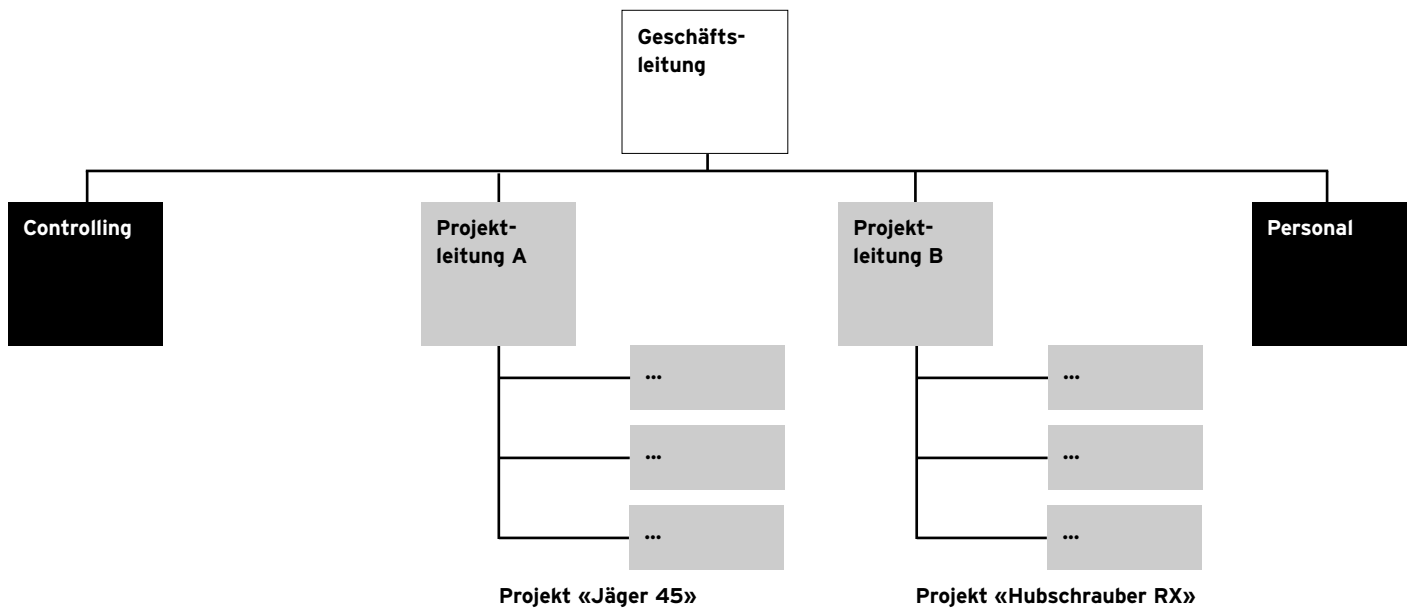 Geschäfts-
leitung
Controlling
Projekt-
leitung A
Projekt-
leitung B
Personal
...
...
...
...
...
...
Projekt «Jäger 45»
Projekt «Hubschrauber RX»